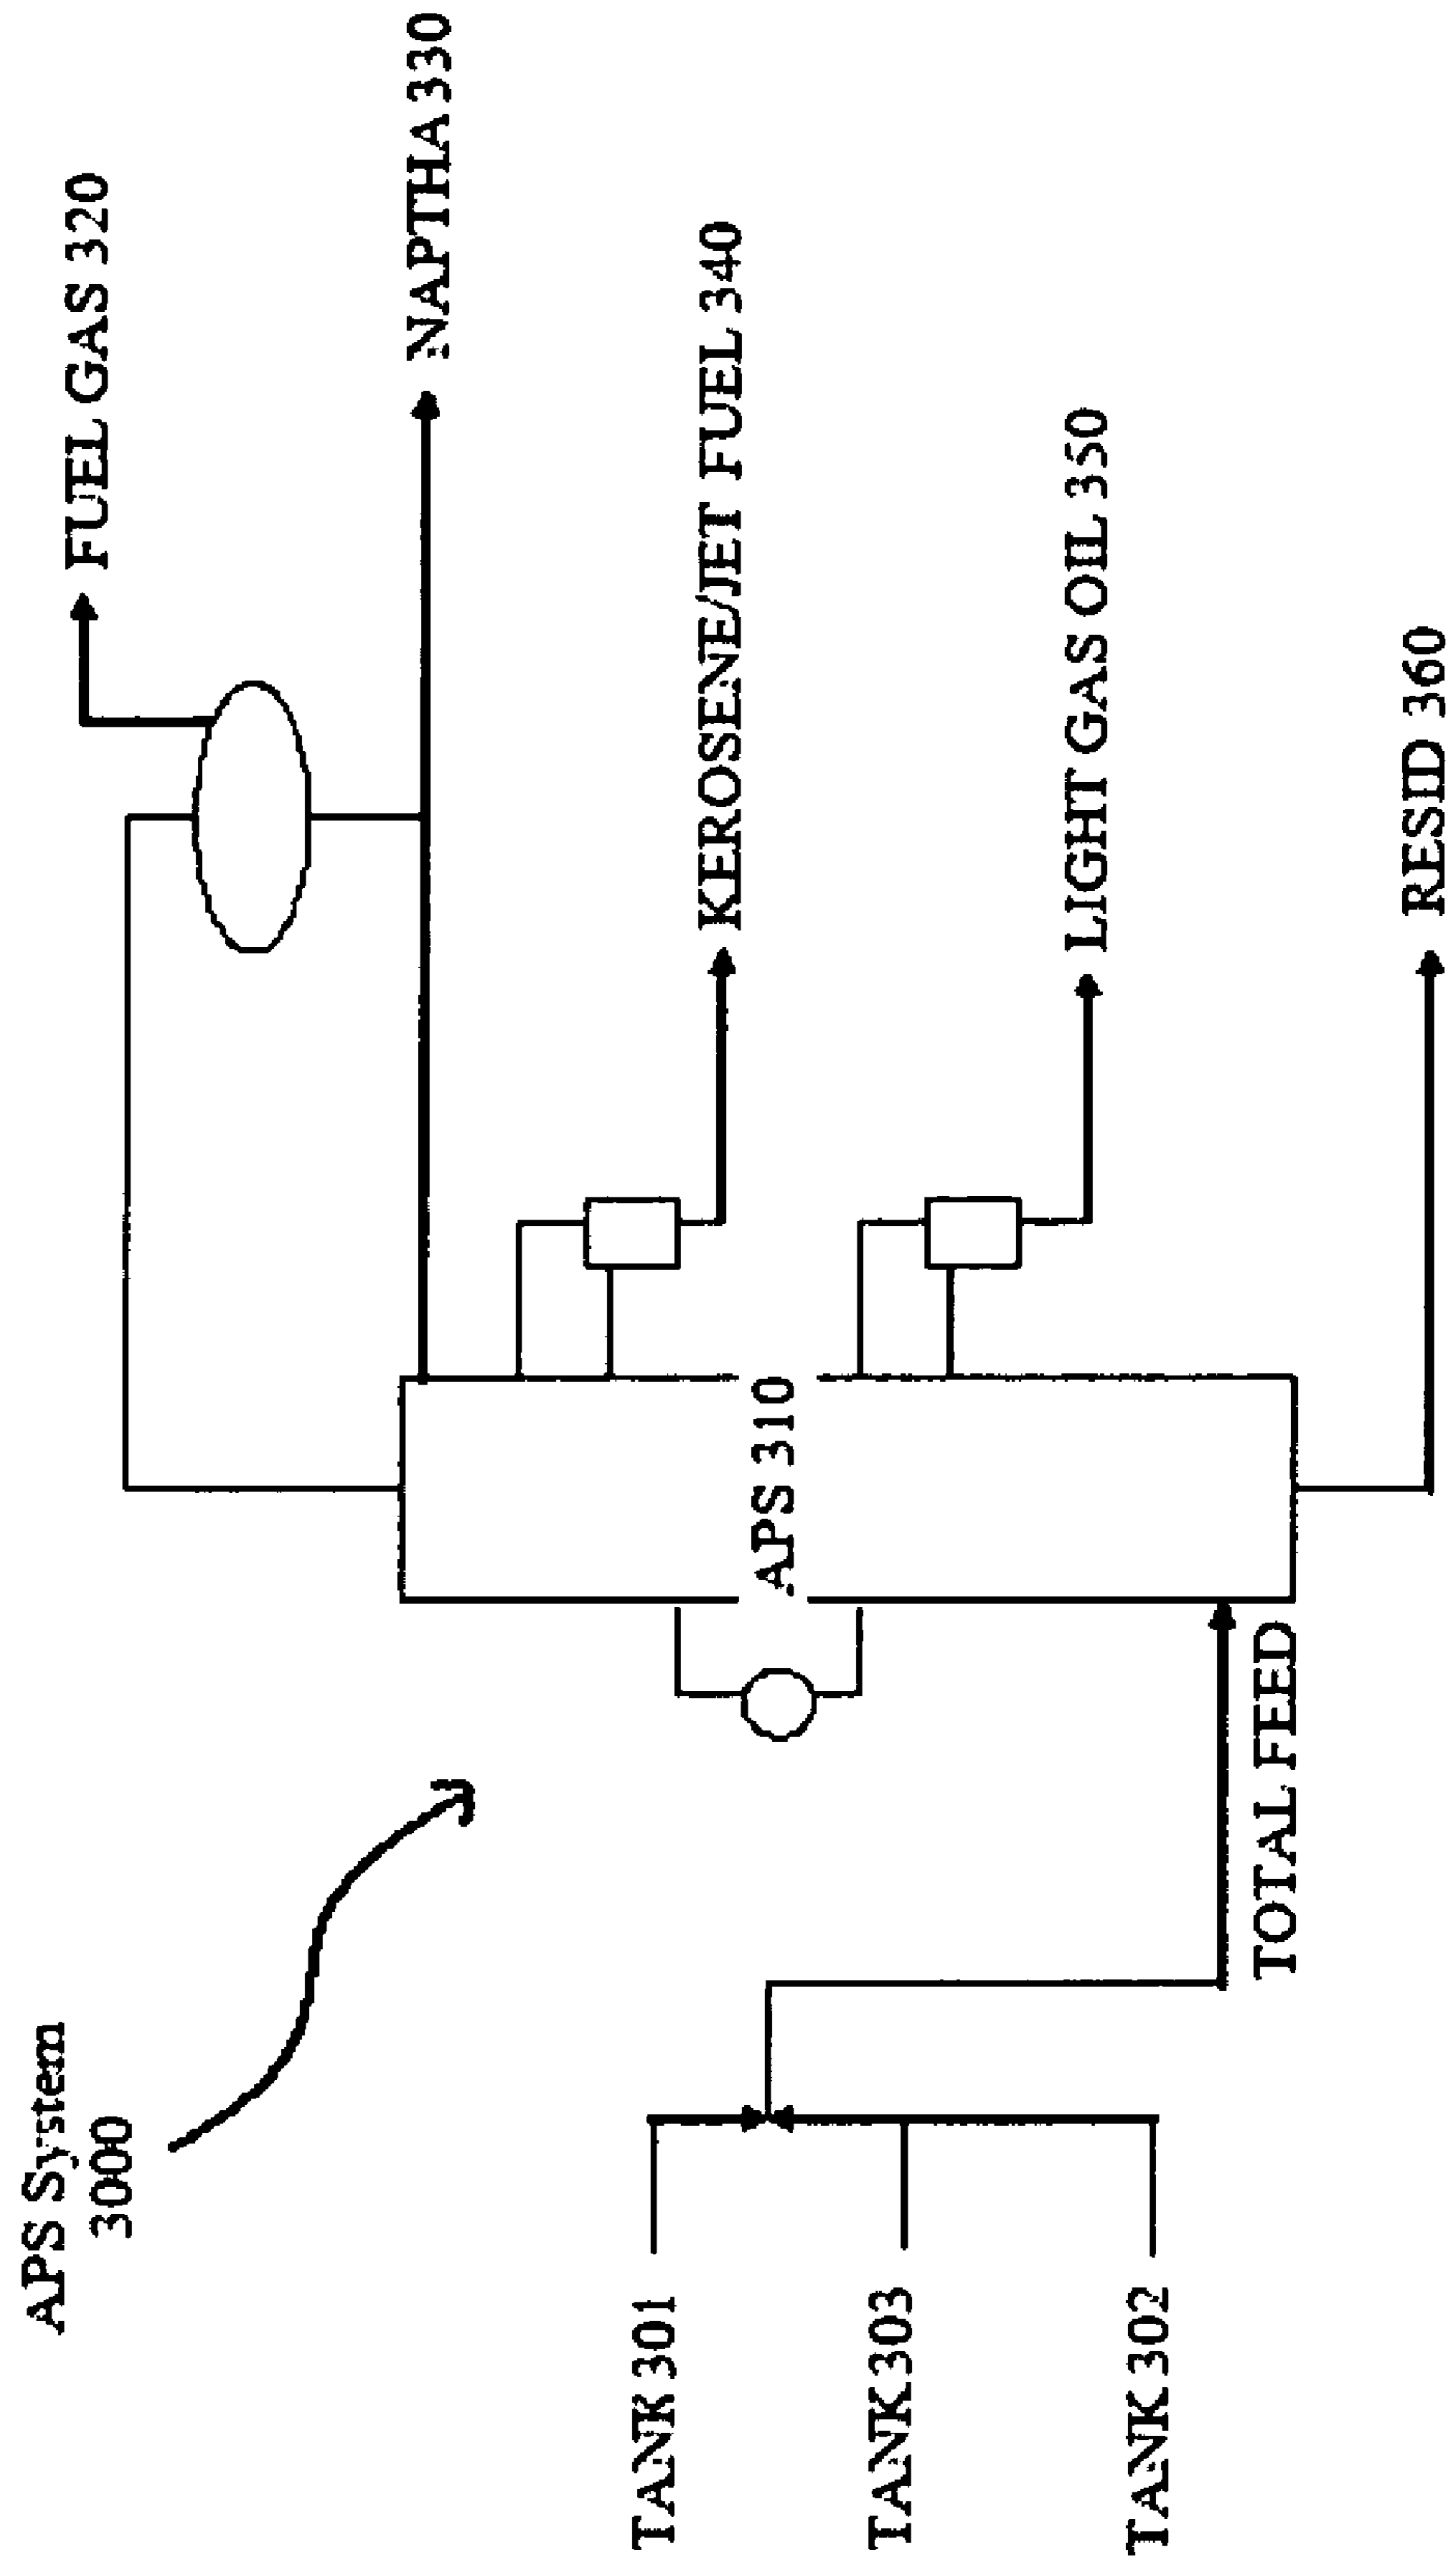 APS System
3000
FUEL GAS 320
NAPTHA 330
KEROSENE/JET FUEL 340
APS 310
LIGHT GAS OIL 350
RESID 360
TOTAL FEED
TANK 301
TANK 303
TANK 302